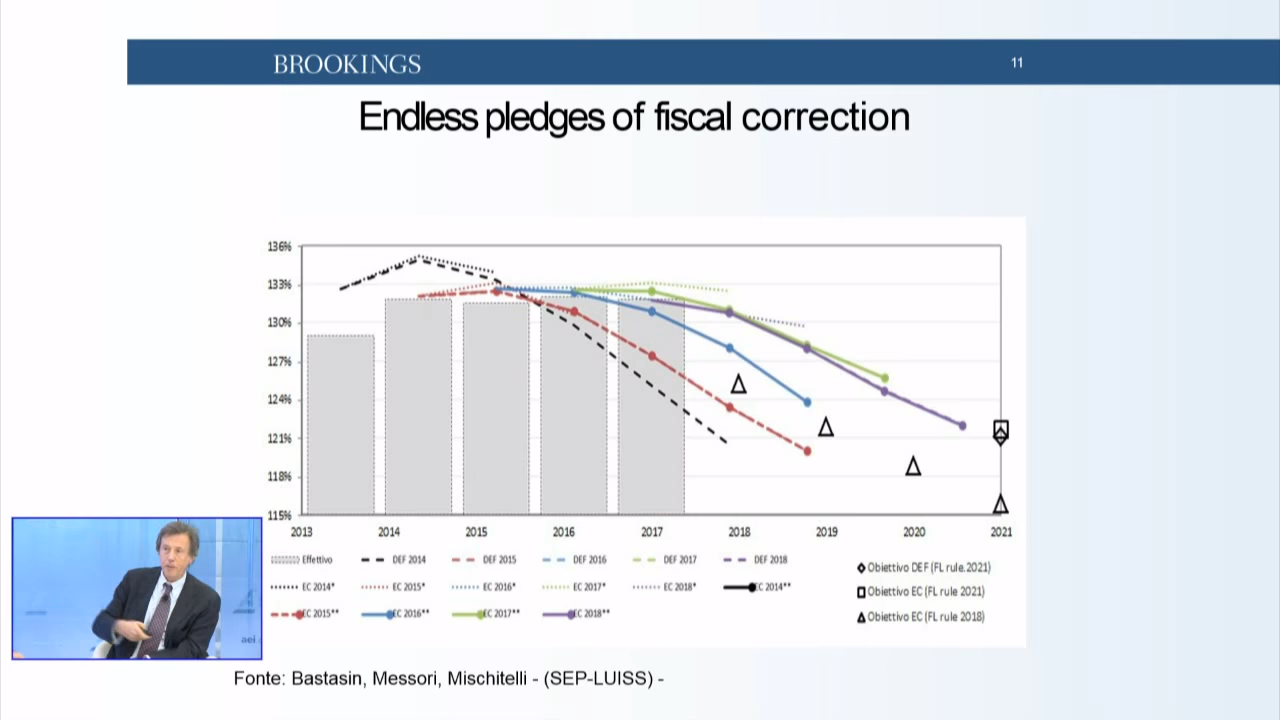 BROOKINGS 11
Endless pledges of fiscal correction
136%
133%
130%
127%
124%
121%
118%
115%
2013 2014 2015 2016 2017 2018 2019 2020 2021
Effettivo DEF 2014 DEF 2015 DEF 2016 DEF 2017 DEF 2018
EC 2014* EC 2015* EC 2016* EC 2017* EC 2018* EC 2014**
EC 2015** EC 2016** EC 2017** EC 2018**
Obiettivo DEF (FL rule.2021)
Obiettivo EC (FL rule 2021)
Obiettivo EC (FL rule 2018)
aei.
Fonte: Bastasin, Messori, Mischitelli - (SEP-LUISS) -